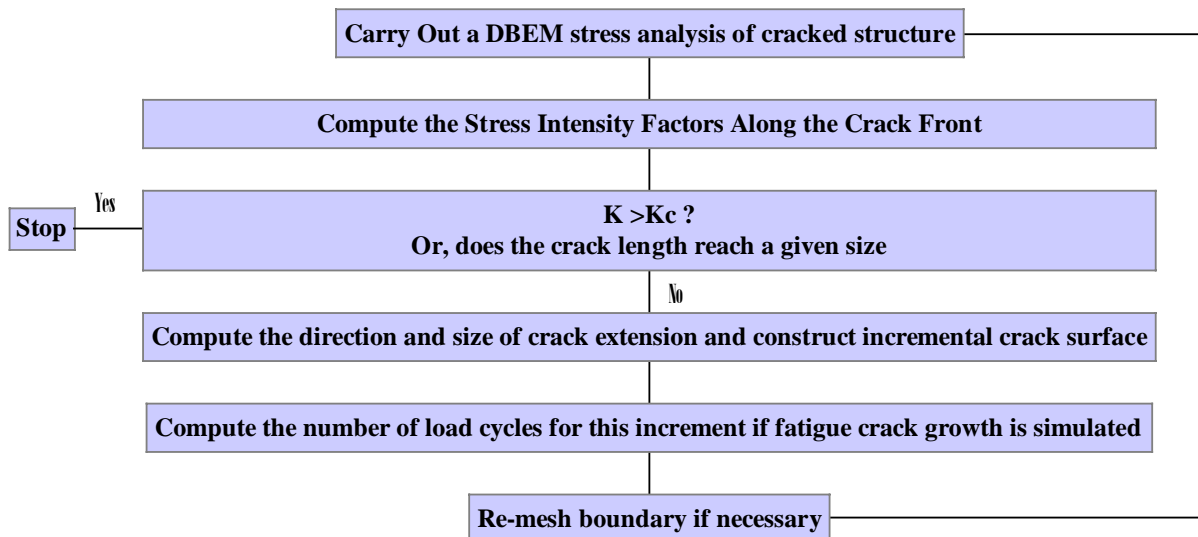 Carry Out a DBEM stress analysis of cracked structure
Compute the Stress Intensity Factors Along the Crack Front
Yes
Stop
K >Kc ?
Or, does the crack length reach a given size
No
Compute the direction and size of crack extension and construct incremental crack surface
Compute the number of load cycles for this increment if fatigue crack growth is simulated
Re-mesh boundary if necessary